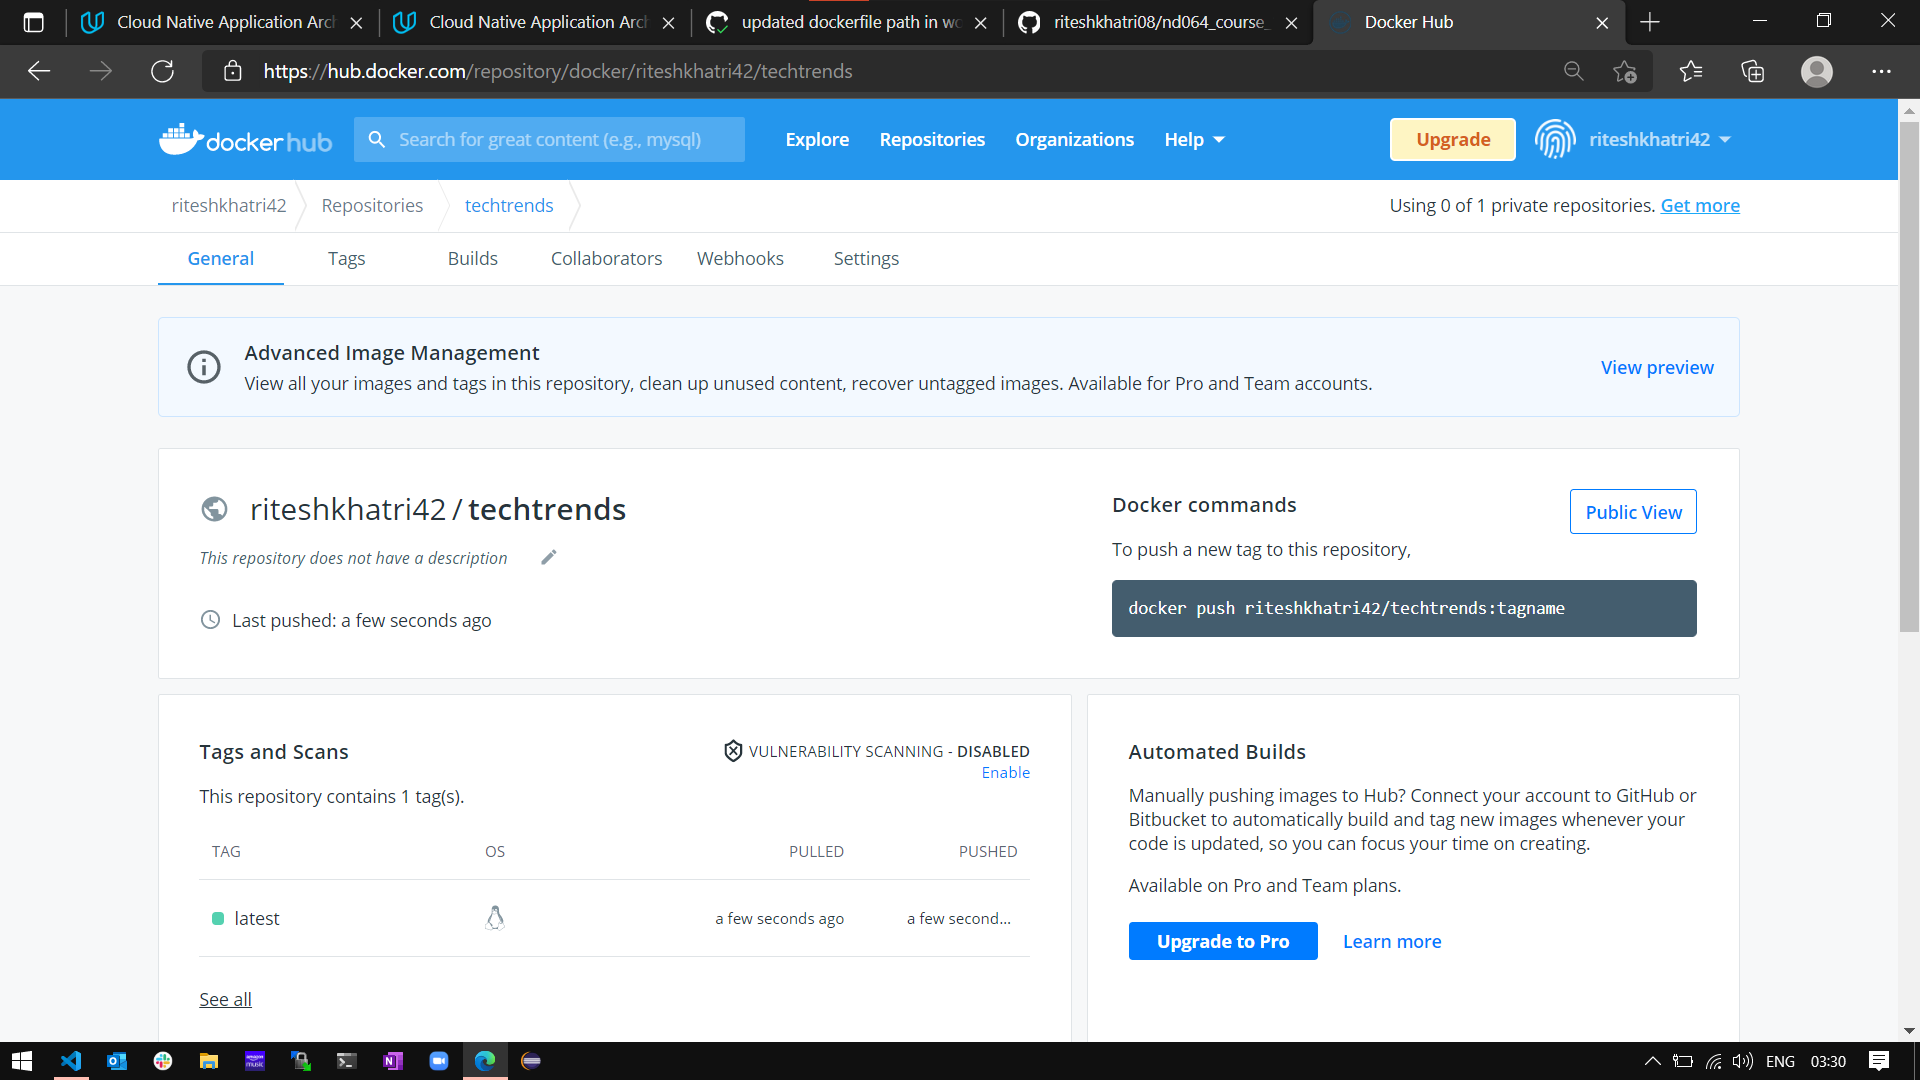 Cloud Native Application Arch
Cloud Native Application Arch
updated dockerfile path in wo
riteshkhatri08/nd064_course_
Docker Hub
https://hub.docker.com/repository/docker/riteshkhatri42/techtrends
docker hub
Search for great content (e.g., mysql)
Explore
Repositories
Organizations
Help
Upgrade
riteshkhatri42
riteshkhatri42
Repositories
techtrends
Using 0 of 1 private repositories. Get more
General
Tags
Builds
Collaborators
Webhooks
Settings
Advanced Image Management
View all your images and tags in this repository, clean up unused content, recover untagged images. Available for Pro and Team accounts.
View preview
riteshkhatri42 / techtrends
This repository does not have a description
Last pushed: a few seconds ago
Docker commands
Public View
To push a new tag to this repository,
docker push riteshkhatri42/techtrends:tagname
Tags and Scans
VULNERABILITY SCANNING - DISABLED
Enable
This repository contains 1 tag(s).
TAG OS PULLED PUSHED
latest a few seconds ago a few second...
See all
Automated Builds
Manually pushing images to Hub? Connect your account to GitHub or
Bitbucket to automatically build and tag new images whenever your
code is updated, so you can focus your time on creating.
Available on Pro and Team plans.
Upgrade to Pro
Learn more
amazon
music
ENG
03:30